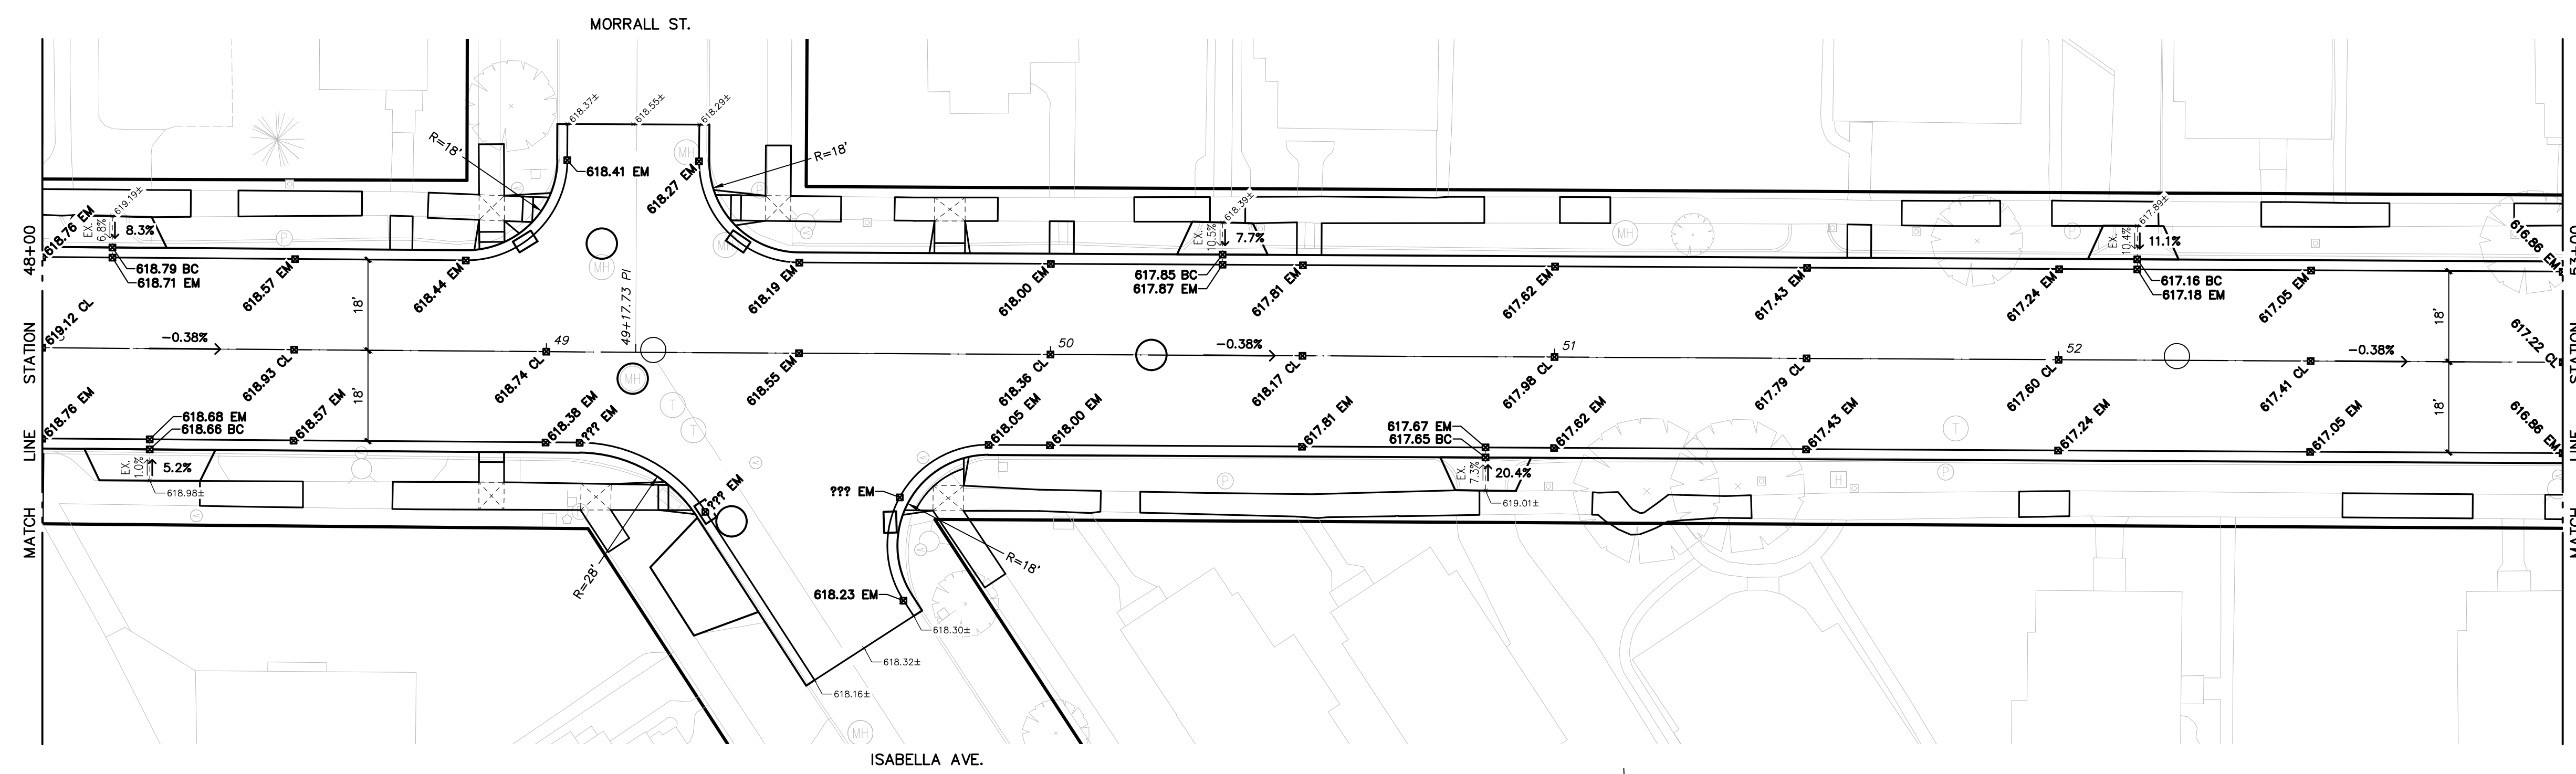 MORRALL ST.
618.37±
618.55±
618.29±
R=18'
R=18'
MH
618.41 EM
618.27 EM
MATCH LINE STATION 48+00
618.76 EM
EX.
6.8%
619.19±
8.3%
P
618.79 BC
618.71 EM
618.57 EM
618.44 EM
MH
MH
P
618.19 EM
618.00 EM
EX.
10.5%
618.39±
7.7%
617.85 BC
617.87 EM
617.81 EM
617.62 EM
MH
617.43 EM
P
617.24 EM
EX.
10.4%
617.89±
11.1%
617.16 BC
617.18 EM
617.05 EM
616.86 EM
MATCH LINE STATION 53+00
619.12 CL
-0.38%
18'
18'
618.93 CL
618.74 CL
49
49+17.73 PI
MH
T
T
618.55 EM
50
618.36 CL
-0.38%
618.17 CL
51
617.98 CL
617.79 CL
52
617.60 CL
617.41 CL
-0.38%
617.22 CL
18'
18'
618.76 EM
618.68 EM
618.66 BC
618.57 EM
EX.
1.0%
5.2%
618.98±
618.38 EM
??? EM
??? EM
??? EM
618.05 EM
618.00 EM
P
617.81 EM
617.67 EM
617.65 BC
EX.
7.3%
20.4%
619.01±
617.62 EM
H
617.43 EM
T
P
617.24 EM
617.05 EM
616.86 EM
R=28'
R=18'
618.23 EM
618.30±
618.32±
618.16±
MH
ISABELLA AVE.